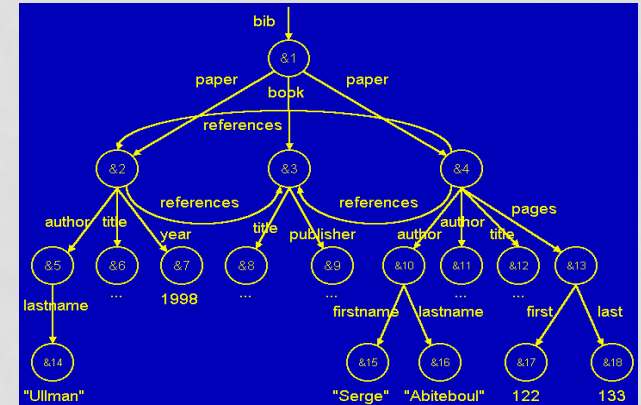 bib
&1
paper
book
paper
references
&2
&3
&4
references
references
author
title
year
title
publisher
author
author
title
pages
&5
&6
&7
&8
&9
&10
&11
&12
&13
...
1998
...
...
...
...
lastname
firstname
lastname
first
last
&14
&15
&16
&17
&18
"Ullman"
"Serge"
"Abiteboul"
122
133